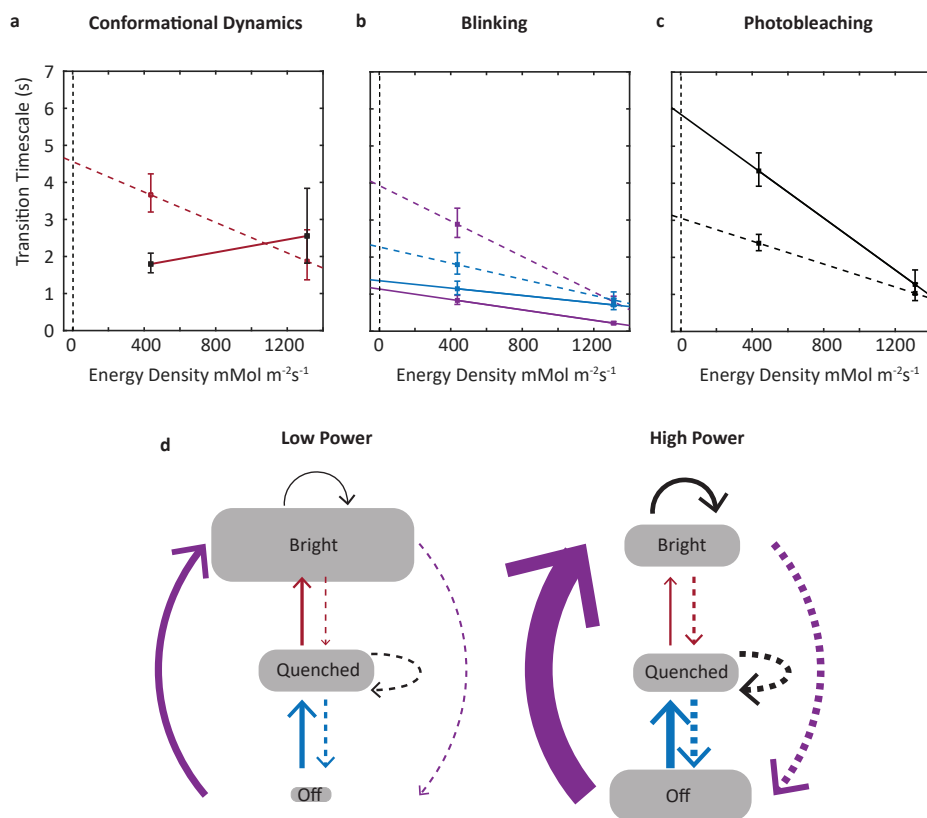 a Conformational Dynamics b Blinking c Photobleaching
Transition Timescale (s)
7
6
5
4
3
2
1
0
0 400 800 1200 0 400 800 1200 0 400 800 1200
Energy Density mMol m⁻²s⁻¹ Energy Density mMol m⁻²s⁻¹ Energy Density mMol m⁻²s⁻¹
d Low Power High Power
Bright Bright
Quenched Quenched
Off Off